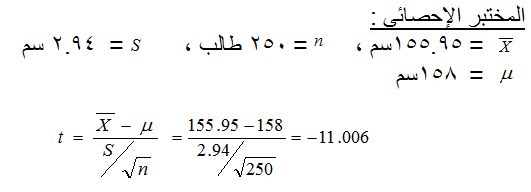 المختبر الإحصائي :
X̄ = ١٥٥.٩٥سم ، n = ٢٥٠ طالب ، S = ٢.٩٤ سم
μ = ١٥٨سم
t = (X̄ − μ) / (S/√n) = (155.95 − 158) / (2.94/√250) = −11.006